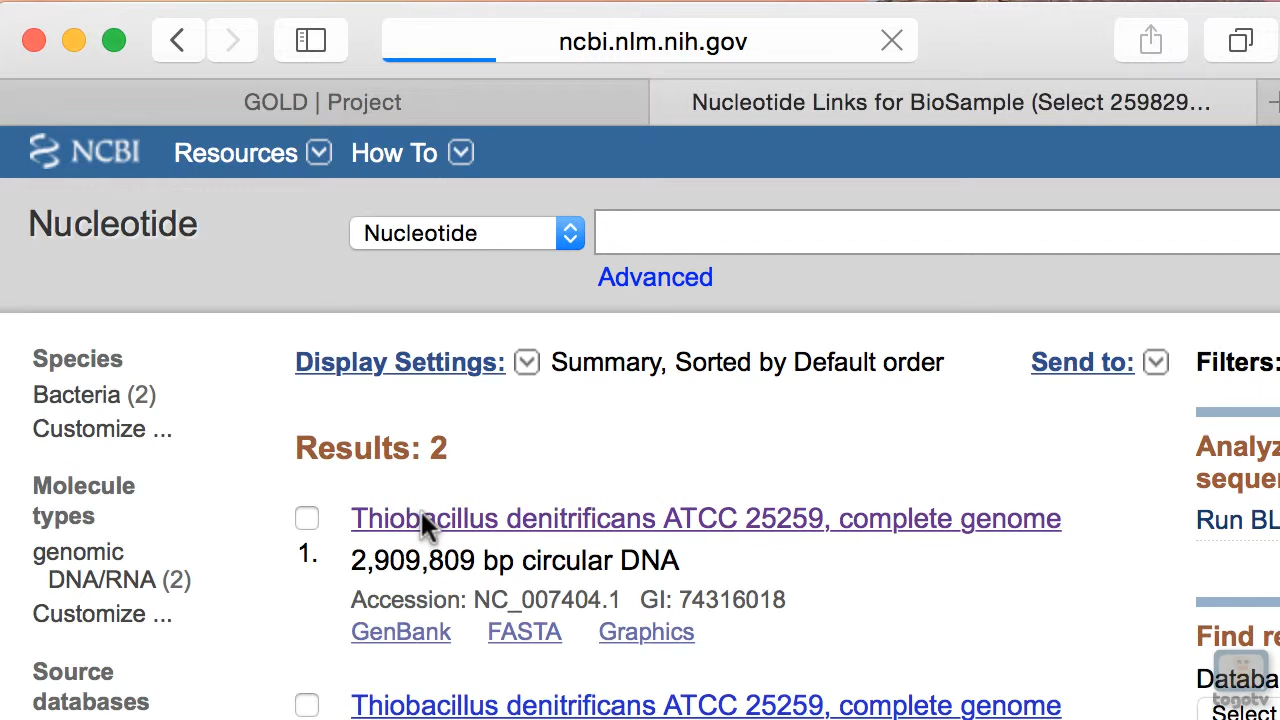 ncbi.nlm.nih.gov
GOLD | Project
Nucleotide Links for BioSample (Select 259829...
NCBI Resources How To
Nucleotide
Nucleotide
Advanced
Species
Bacteria (2)
Customize ...
Molecule
types
genomic
DNA/RNA (2)
Customize ...
Source
databases
Display Settings: Summary, Sorted by Default order
Send to:
Results: 2
Thiobacillus denitrificans ATCC 25259, complete genome
1. 2,909,809 bp circular DNA
Accession: NC_007404.1 GI: 74316018
GenBank FASTA Graphics
Thiobacillus denitrificans ATCC 25259, complete genome
Filters:
Analyz
sequen
Run BL
Find re
Databa
Select
togotv